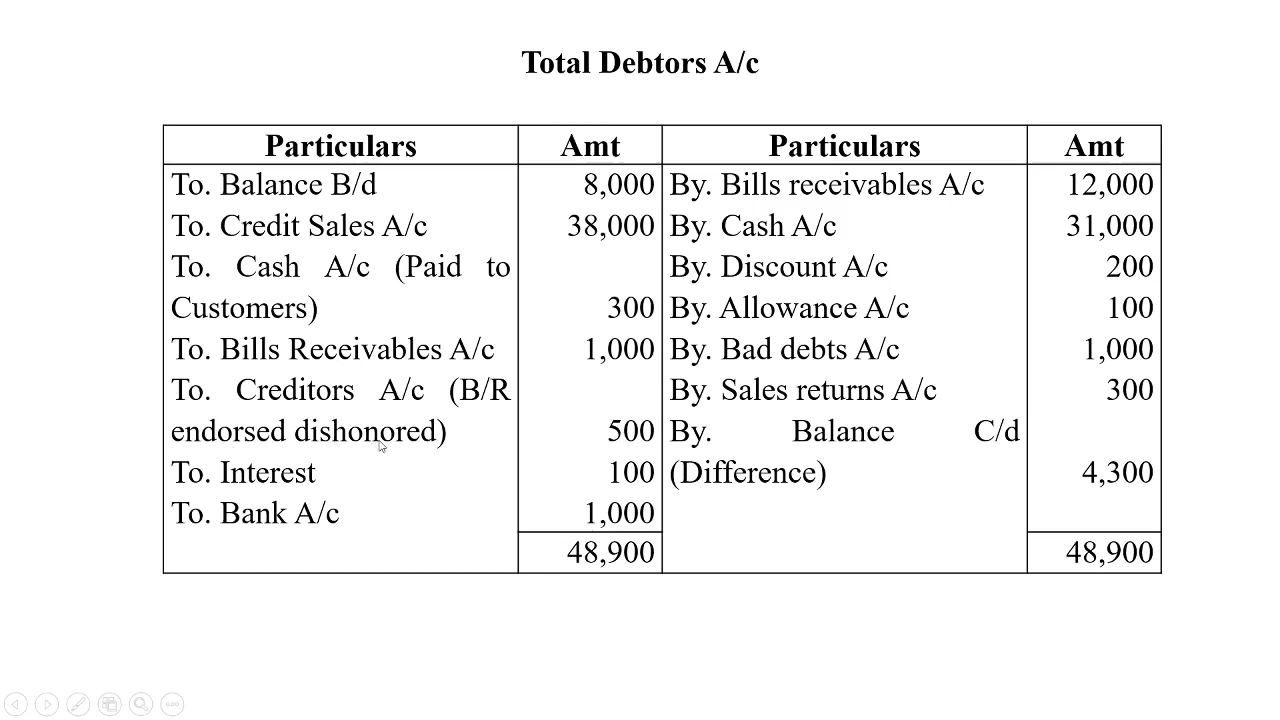 Total Debtors A/c
Particulars Amt Particulars Amt
To. Balance B/d 8,000 By. Bills receivables A/c 12,000
To. Credit Sales A/c 38,000 By. Cash A/c 31,000
To. Cash A/c (Paid to By. Discount A/c 200
Customers) 300 By. Allowance A/c 100
To. Bills Receivables A/c 1,000 By. Bad debts A/c 1,000
To. Creditors A/c (B/R By. Sales returns A/c 300
endorsed dishonored) 500 By. Balance C/d
To. Interest 100 (Difference) 4,300
To. Bank A/c 1,000
48,900 48,900